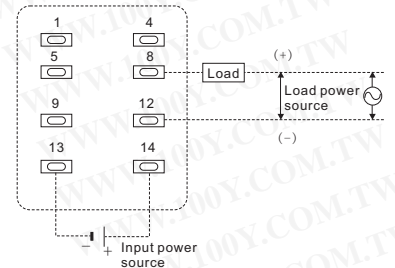 1 4
5 8
Load
(+)
Load power
source
9 12
(-)
13 14
- + Input power
source
WWW.100Y.COM.TW